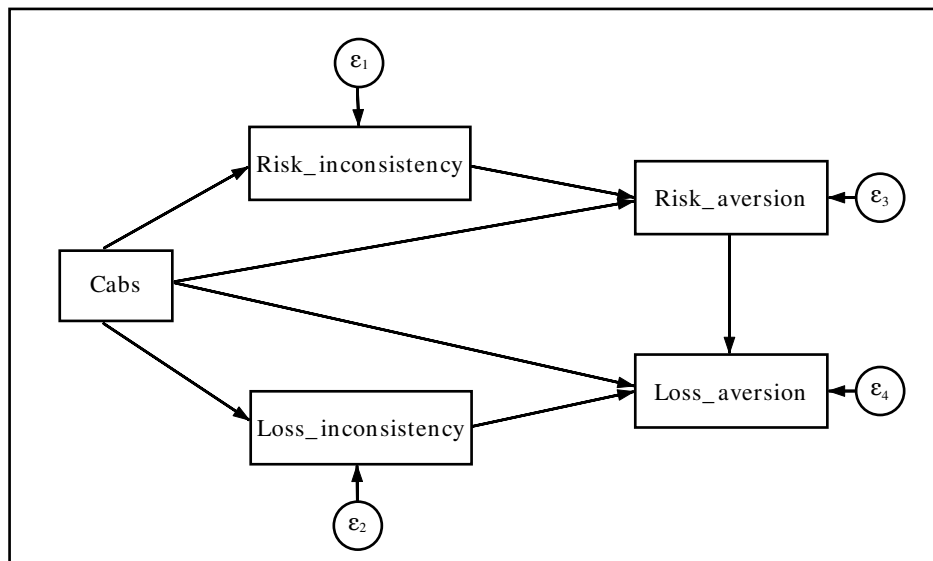 ε1
Risk_inconsistency
Risk_aversion
ε3
Cabs
Loss_aversion
ε4
Loss_inconsistency
ε2